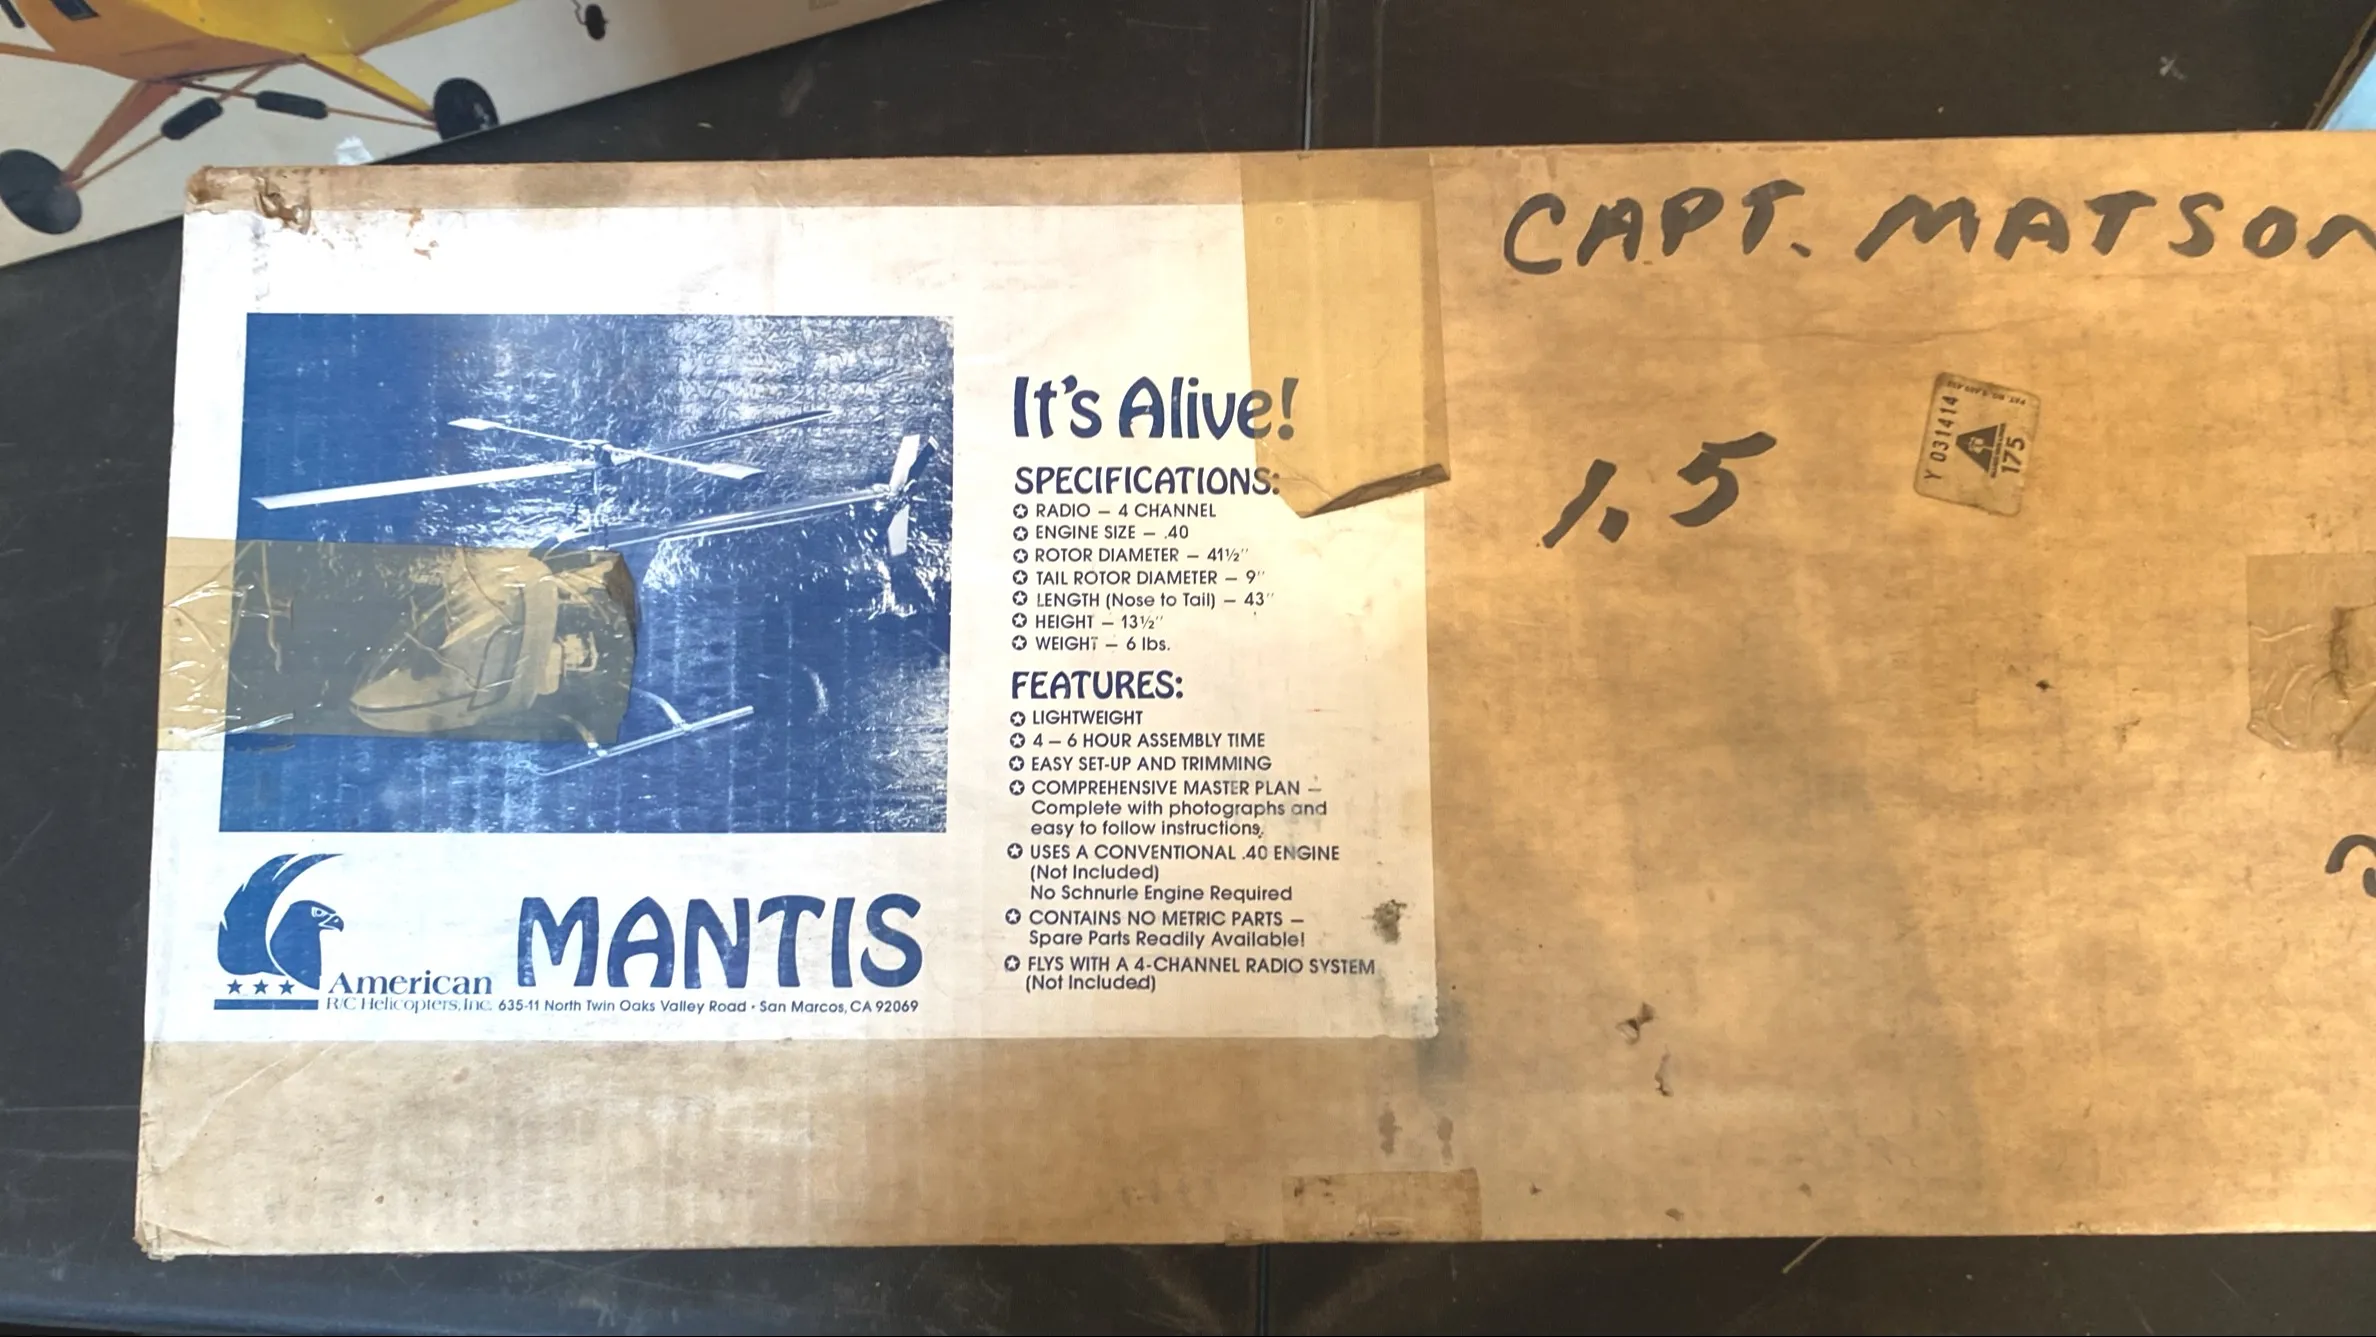 CAPT. MATSON
1.5
Y 031414
175
It's Alive!
SPECIFICATIONS:
RADIO – 4 CHANNEL
ENGINE SIZE – .40
ROTOR DIAMETER – 41½"
TAIL ROTOR DIAMETER – 9"
LENGTH (Nose to Tail) – 43"
HEIGHT – 13½"
WEIGHT – 6 lbs.
FEATURES:
LIGHTWEIGHT
4 – 6 HOUR ASSEMBLY TIME
EASY SET-UP AND TRIMMING
COMPREHENSIVE MASTER PLAN –
Complete with photographs and
easy to follow instructions.
USES A CONVENTIONAL .40 ENGINE
(Not Included)
No Schnurle Engine Required
CONTAINS NO METRIC PARTS –
Spare Parts Readily Available!
FLYS WITH A 4-CHANNEL RADIO SYSTEM
(Not Included)
MANTIS
American
R/C Helicopters, Inc. 635-11 North Twin Oaks Valley Road • San Marcos, CA 92069